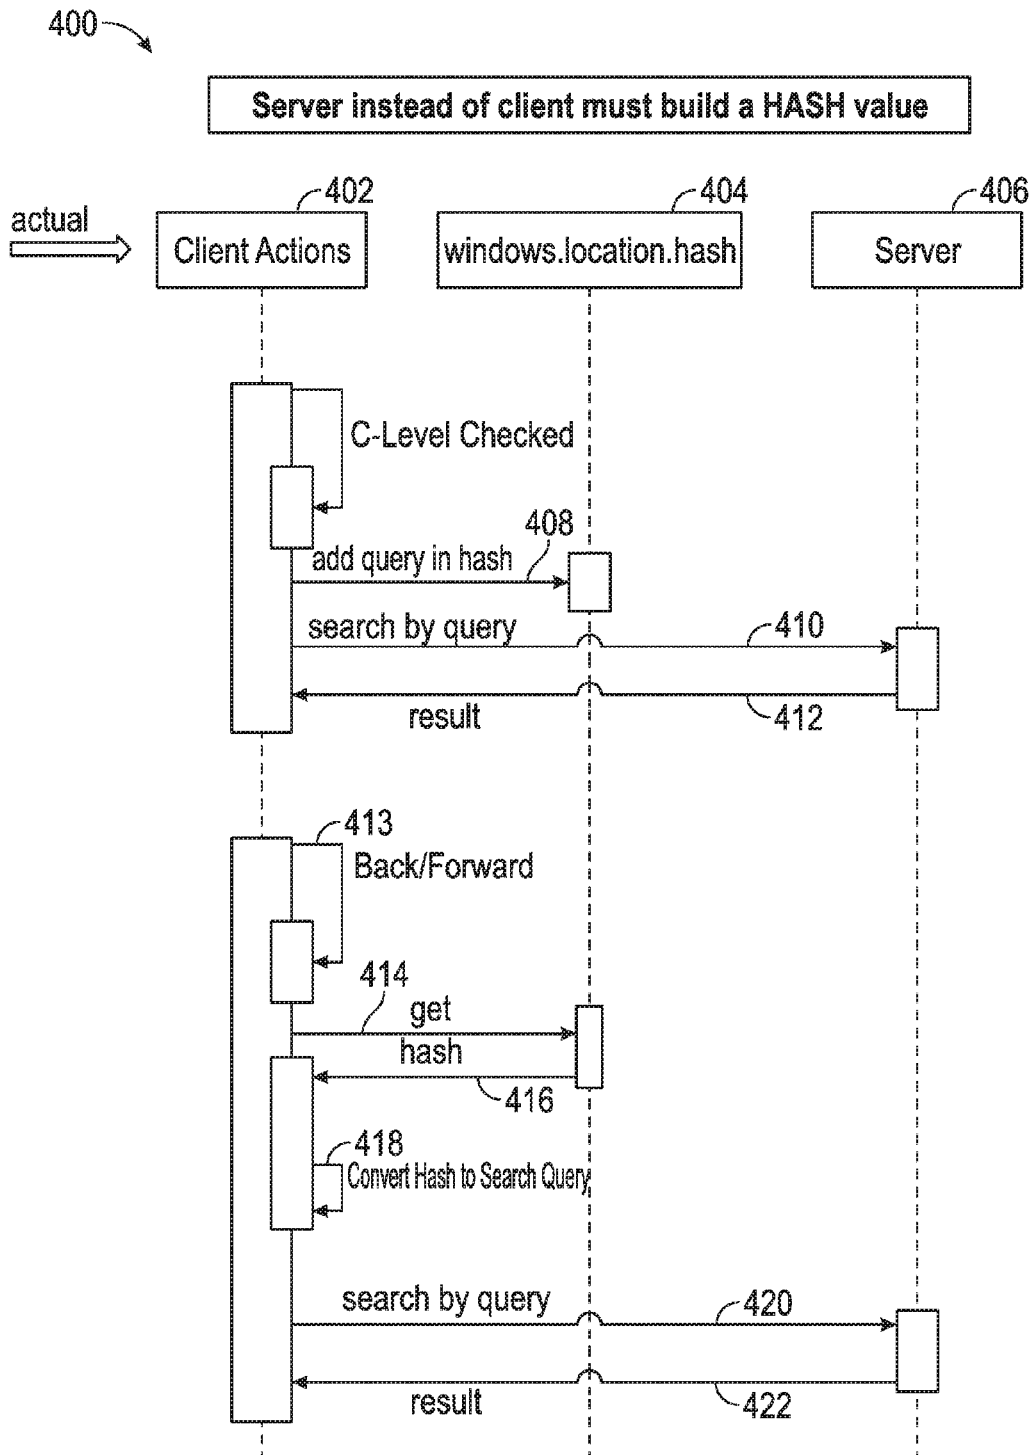 400
Server instead of client must build a HASH value
actual
402
404
406
Client Actions
windows.location.hash
Server
C-Level Checked
408
add query in hash
search by query
410
result
412
413
Back/Forward
414
get
hash
416
418
Convert Hash to Search Query
search by query
420
result
422